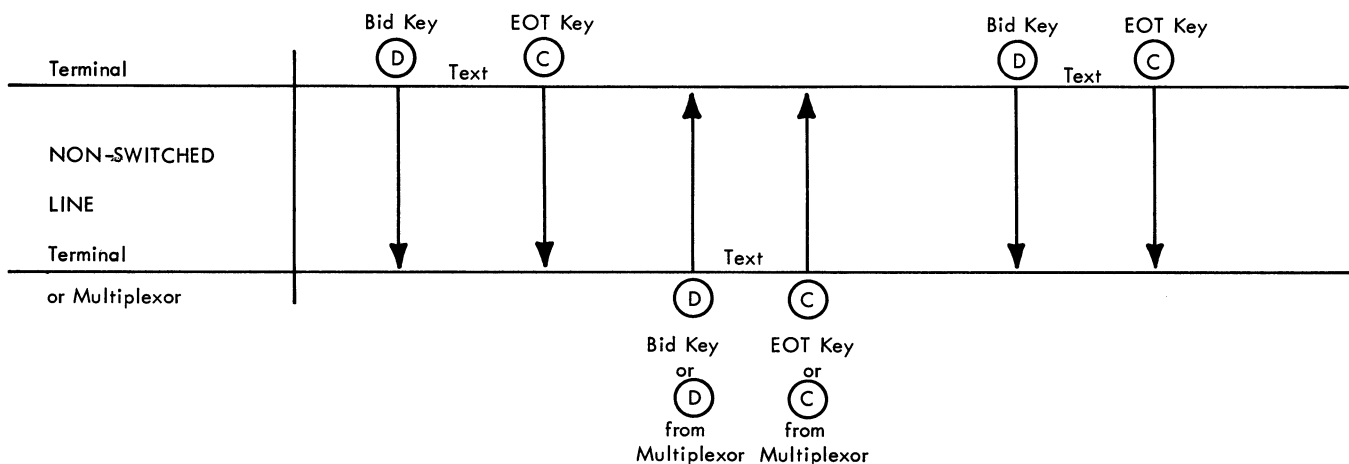 Bid Key EOT Key Bid Key EOT Key
D C D C
Terminal Text Text
NON-SWITCHED
LINE
Terminal Text
or Multiplexor D C
Bid Key EOT Key
or or
D C
from from
Multiplexor Multiplexor